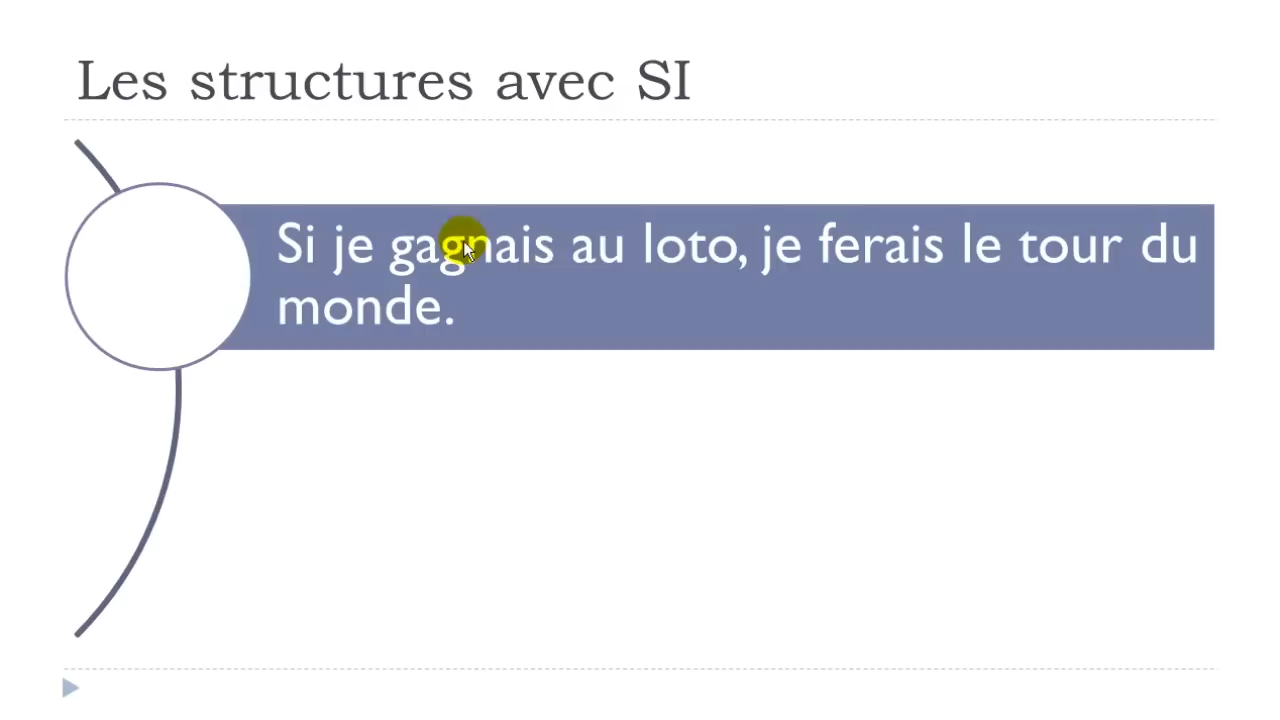 Les structures avec SI
Si je gagnais au loto, je ferais le tour du
monde.